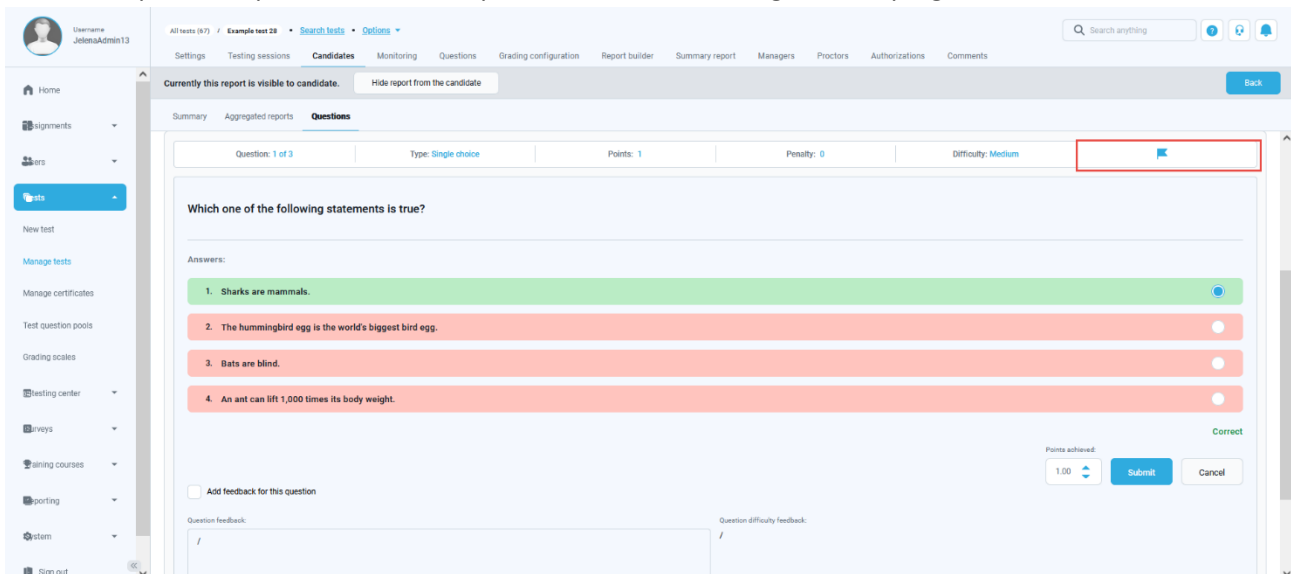 Username
JelenaAdmin13
All tests (67) / Example test 28 • Search tests • Options
Search anything
Settings Testing sessions Candidates Monitoring Questions Grading configuration Report builder Summary report Managers Proctors Authorizations Comments
Currently this report is visible to candidate. Hide report from the candidate Back
Home
Summary Aggregated reports Questions
ssignments
Question: 1 of 3 Type: Single choice Points: 1 Penalty: 0 Difficulty: Medium
sers
Tests
Which one of the following statements is true?
New test
Manage tests
Answers:
1. Sharks are mammals.
Manage certificates
2. The hummingbird egg is the world's biggest bird egg.
Test question pools
3. Bats are blind.
Grading scales
4. An ant can lift 1,000 times its body weight.
testing center
Correct
urveys
Points achieved:
1.00 Submit Cancel
raining courses
Add feedback for this question
eporting
Question feedback: Question difficulty feedback:
/ /
ystem
Sign out